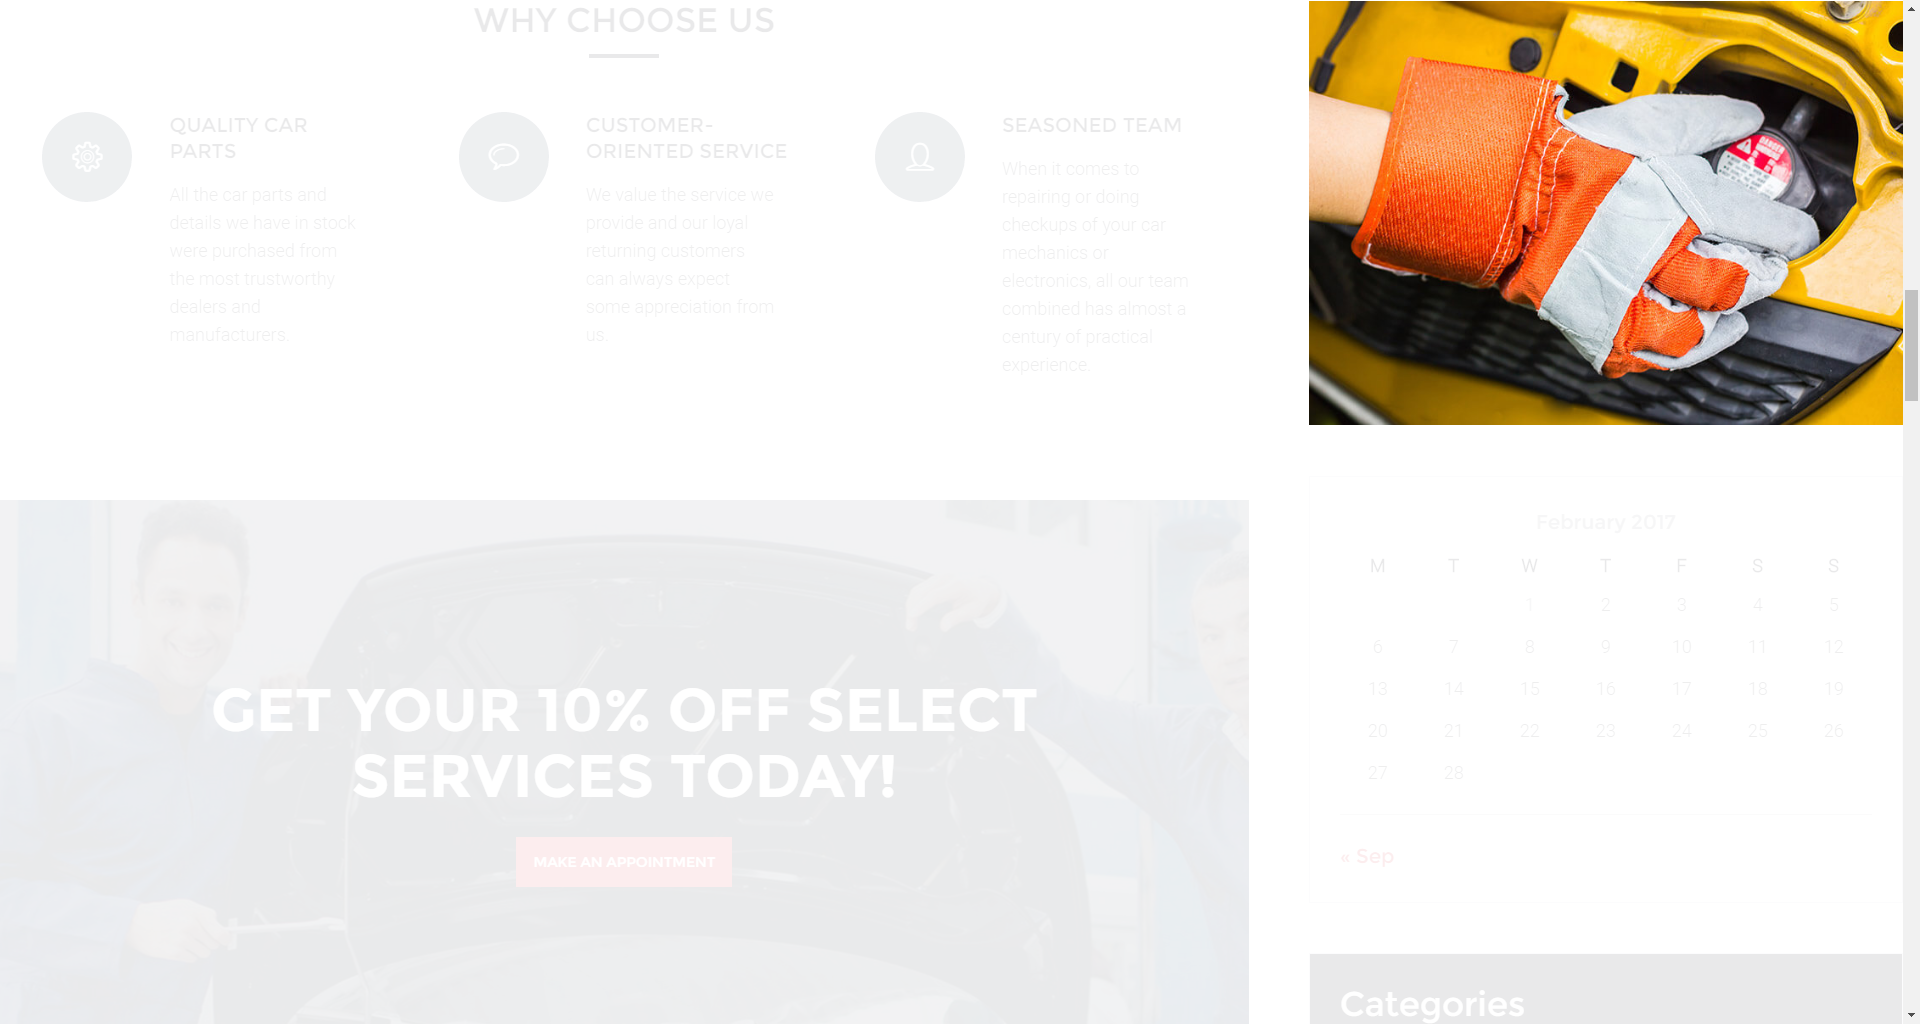 WHY CHOOSE US
QUALITY CAR
PARTS
All the car parts and
details we have in stock
were purchased from
the most trustworthy
dealers and
manufacturers.
CUSTOMER-
ORIENTED SERVICE
We value the service we
provide and our loyal
returning customers
can always expect
some appreciation from
us.
SEASONED TEAM
When it comes to
repairing or doing
checkups of your car
mechanics or
electronics, all our team
combined has almost a
century of practical
experience.
DANGER
GET YOUR 10% OFF SELECT
SERVICES TODAY!
MAKE AN APPOINTMENT
February 2017
M T W T F S S
1 2 3 4 5
6 7 8 9 10 11 12
13 14 15 16 17 18 19
20 21 22 23 24 25 26
27 28
« Sep
Categories